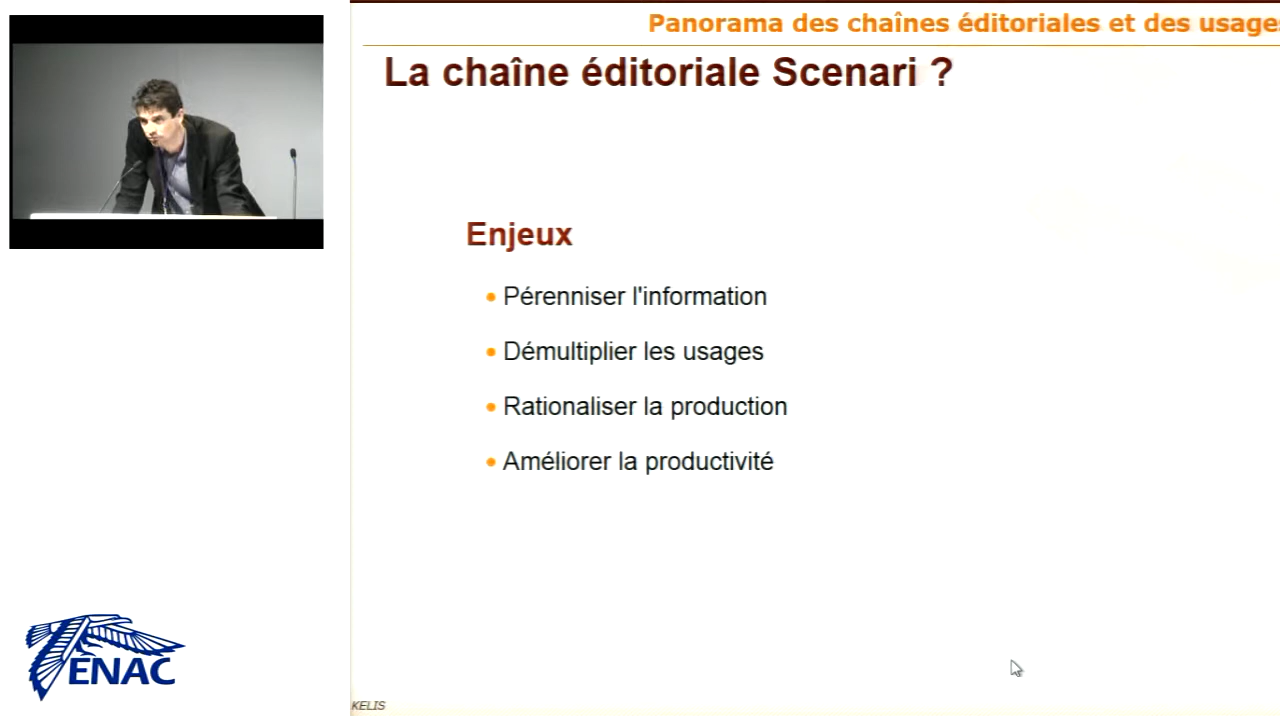 Panorama des chaînes éditoriales et des usage
La chaîne éditoriale Scenari ?
Enjeux
Pérenniser l'information
Démultiplier les usages
Rationaliser la production
Améliorer la productivité
ENAC
KELIS